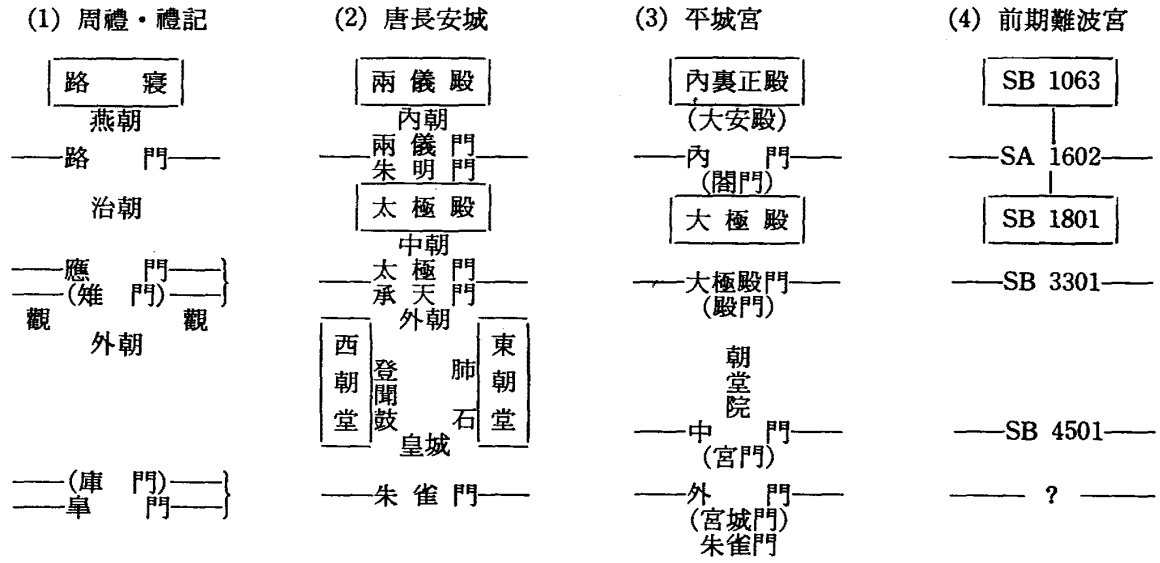 (1) 周禮・禮記
路 寢
燕朝
路 門
治朝
應 門
(雉 門)
觀 觀
外朝
(庫 門)
皐 門
(2) 唐長安城
兩儀殿
內朝
兩儀門
朱明門
太極殿
中朝
太極門
承天門
外朝
西朝堂
登聞鼓
肺石
東朝堂
皇城
朱雀門
(3) 平城宮
內裏正殿
(大安殿)
內 門
(閤門)
大極殿
大極殿門
(殿門)
朝堂院
中 門
(宮門)
外 門
(宮城門)
朱雀門
(4) 前期難波宮
SB 1063
SA 1602
SB 1801
SB 3301
SB 4501
?